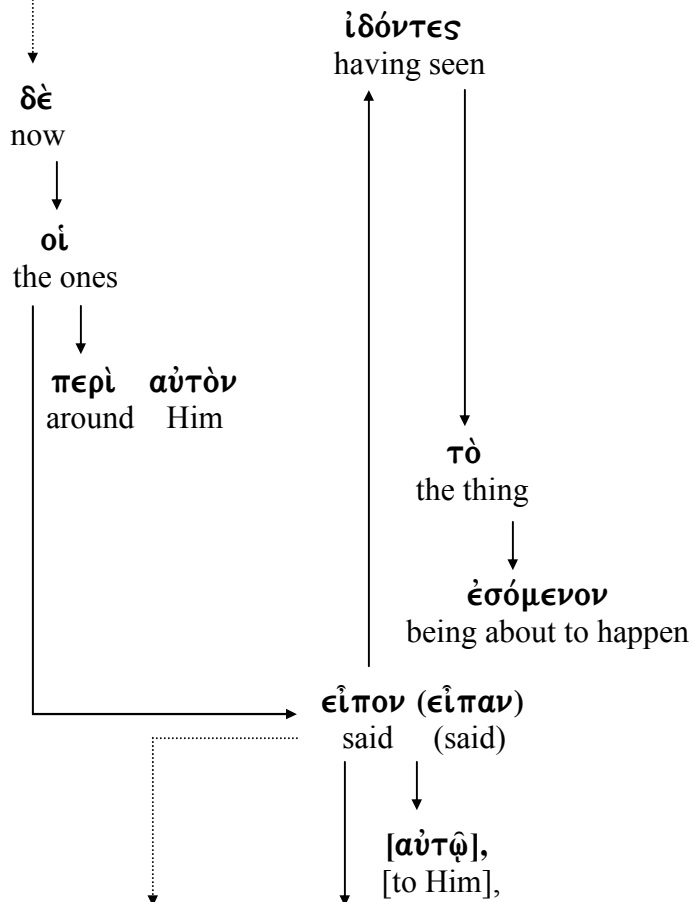 ἰδόντες
having seen
δὲ
now
οἱ
the ones
περὶ αὐτὸν
around Him
τὸ
the thing
ἐσόμενον
being about to happen
εἶπον (εἶπαν)
said (said)
[αὐτῷ],
[to Him],